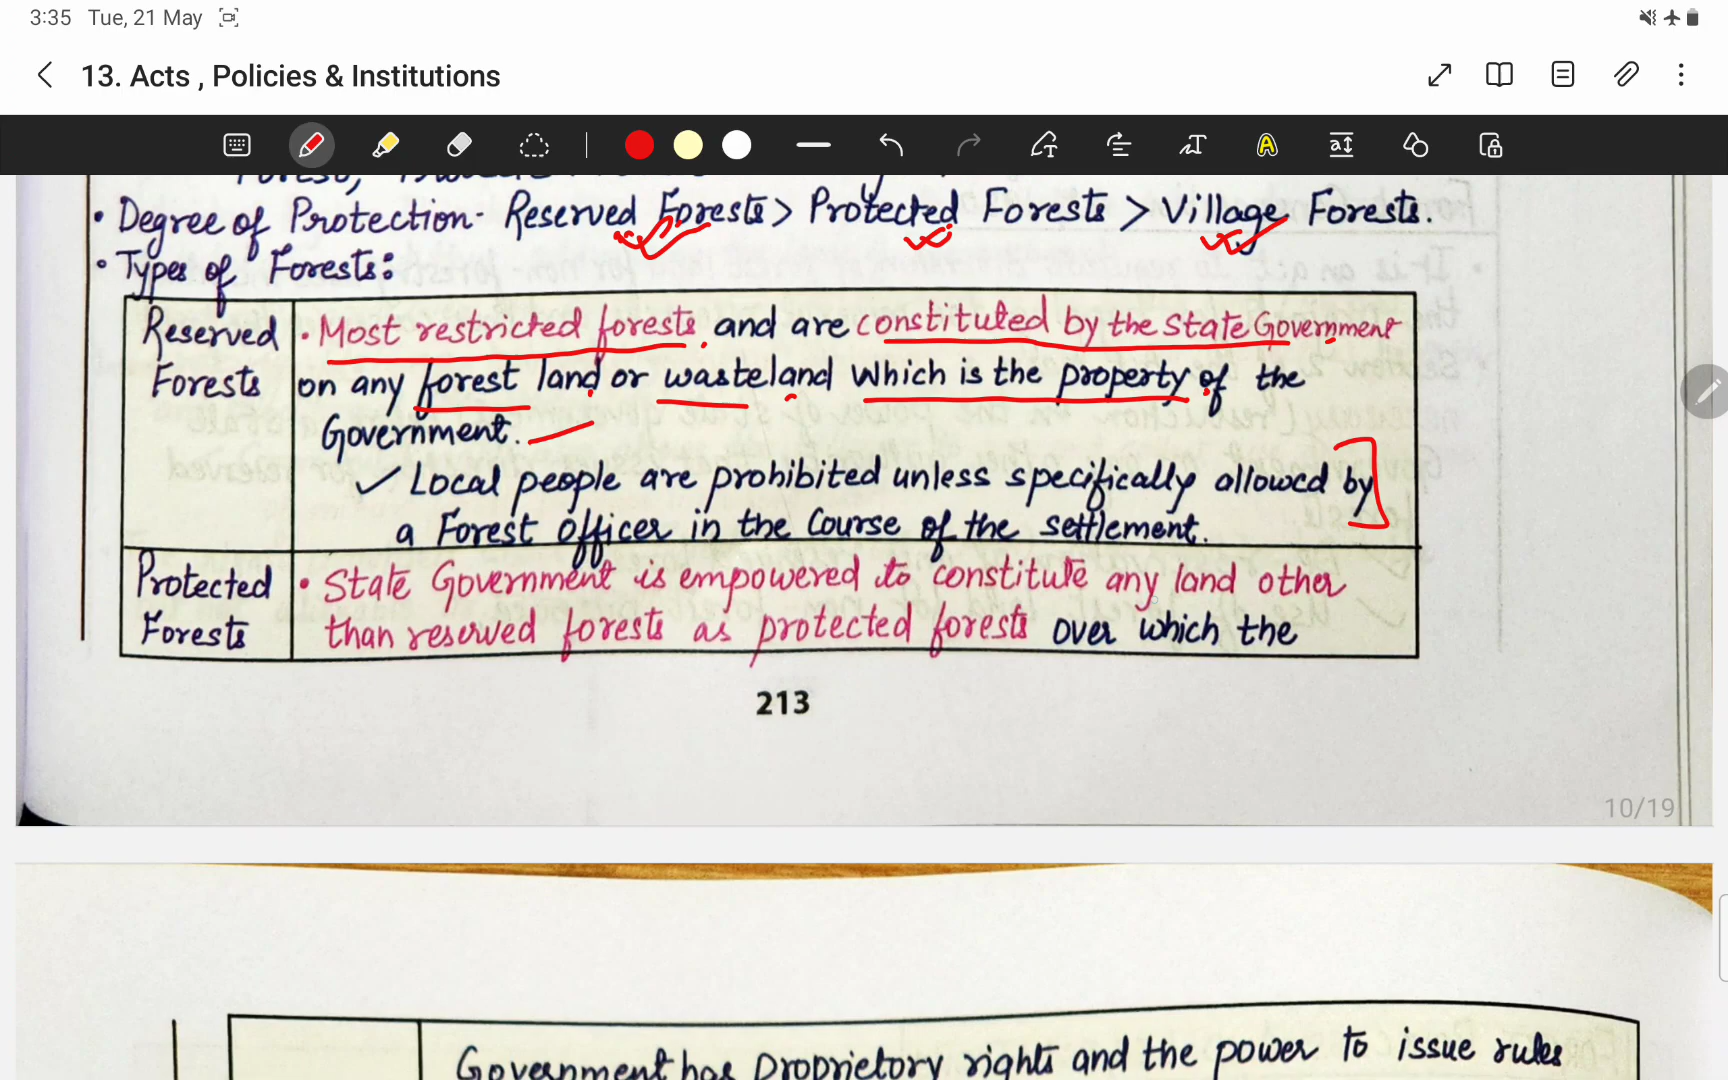 3:35 Tue, 21 May
13. Acts , Policies & Institutions
• Degree of Protection- Reserved Forests > Protected Forests > Village Forests.
• Types of Forests:
Reserved Forests
• Most restricted forests and are constituted by the State Government
on any forest land or wasteland which is the property of the
Government.
✓ Local people are prohibited unless specifically allowed by
a Forest Officer in the Course of the settlement.
Protected Forests
• State Government is empowered to constitute any land other
than reserved forests as protected forests over which the
213
10/19
Government has proprietory rights and the power to issue rules